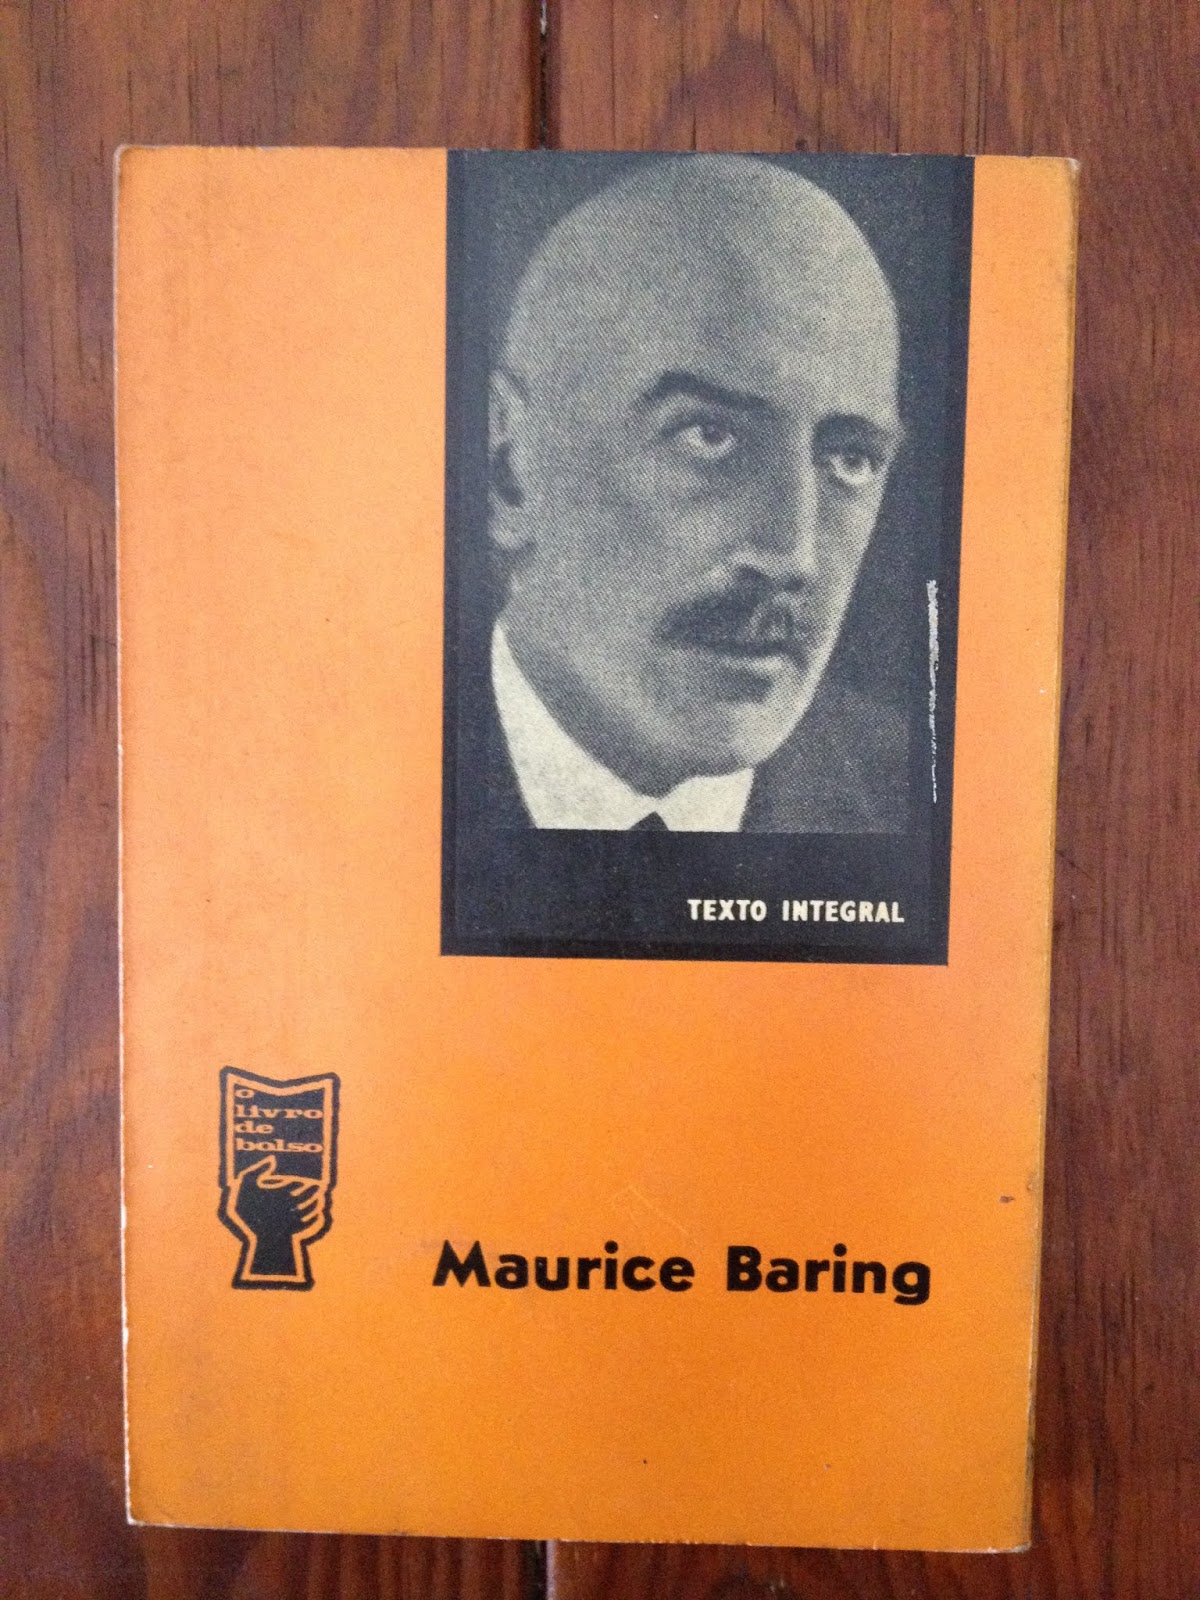 TEXTO INTEGRAL
o
livro
de
bolso
Maurice Baring